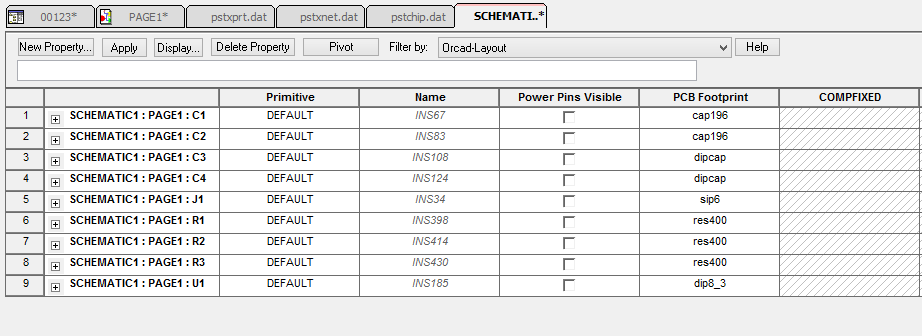 00123* PAGE1* pstxprt.dat pstxnet.dat pstchip.dat SCHEMATI..*
New Property... Apply Display... Delete Property Pivot Filter by: Orcad-Layout Help
Primitive Name Power Pins Visible PCB Footprint COMPFIXED
1 SCHEMATIC1 : PAGE1 : C1 DEFAULT INS67 cap196
2 SCHEMATIC1 : PAGE1 : C2 DEFAULT INS83 cap196
3 SCHEMATIC1 : PAGE1 : C3 DEFAULT INS108 dipcap
4 SCHEMATIC1 : PAGE1 : C4 DEFAULT INS124 dipcap
5 SCHEMATIC1 : PAGE1 : J1 DEFAULT INS34 sip6
6 SCHEMATIC1 : PAGE1 : R1 DEFAULT INS398 res400
7 SCHEMATIC1 : PAGE1 : R2 DEFAULT INS414 res400
8 SCHEMATIC1 : PAGE1 : R3 DEFAULT INS430 res400
9 SCHEMATIC1 : PAGE1 : U1 DEFAULT INS185 dip8_3